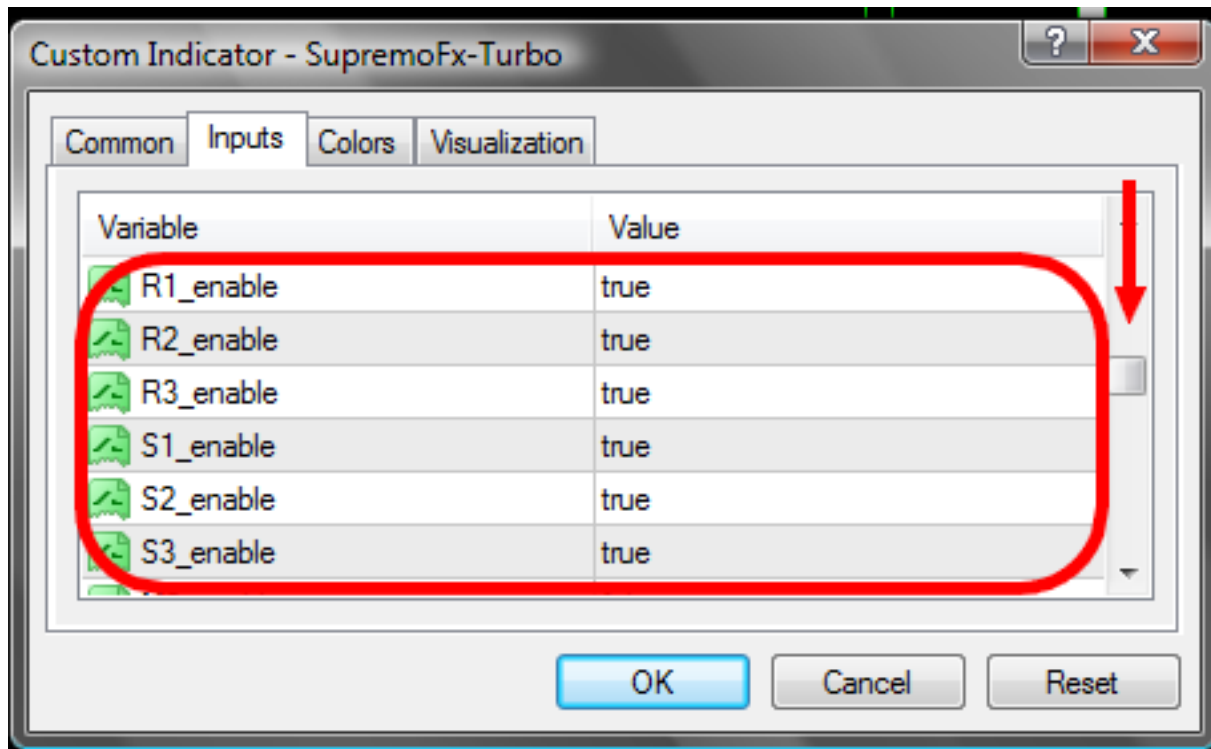 Custom Indicator - SupremoFx-Turbo
?
X
Common Inputs Colors Visualization
Variable Value
R1_enable true
R2_enable true
R3_enable true
S1_enable true
S2_enable true
S3_enable true
OK Cancel Reset